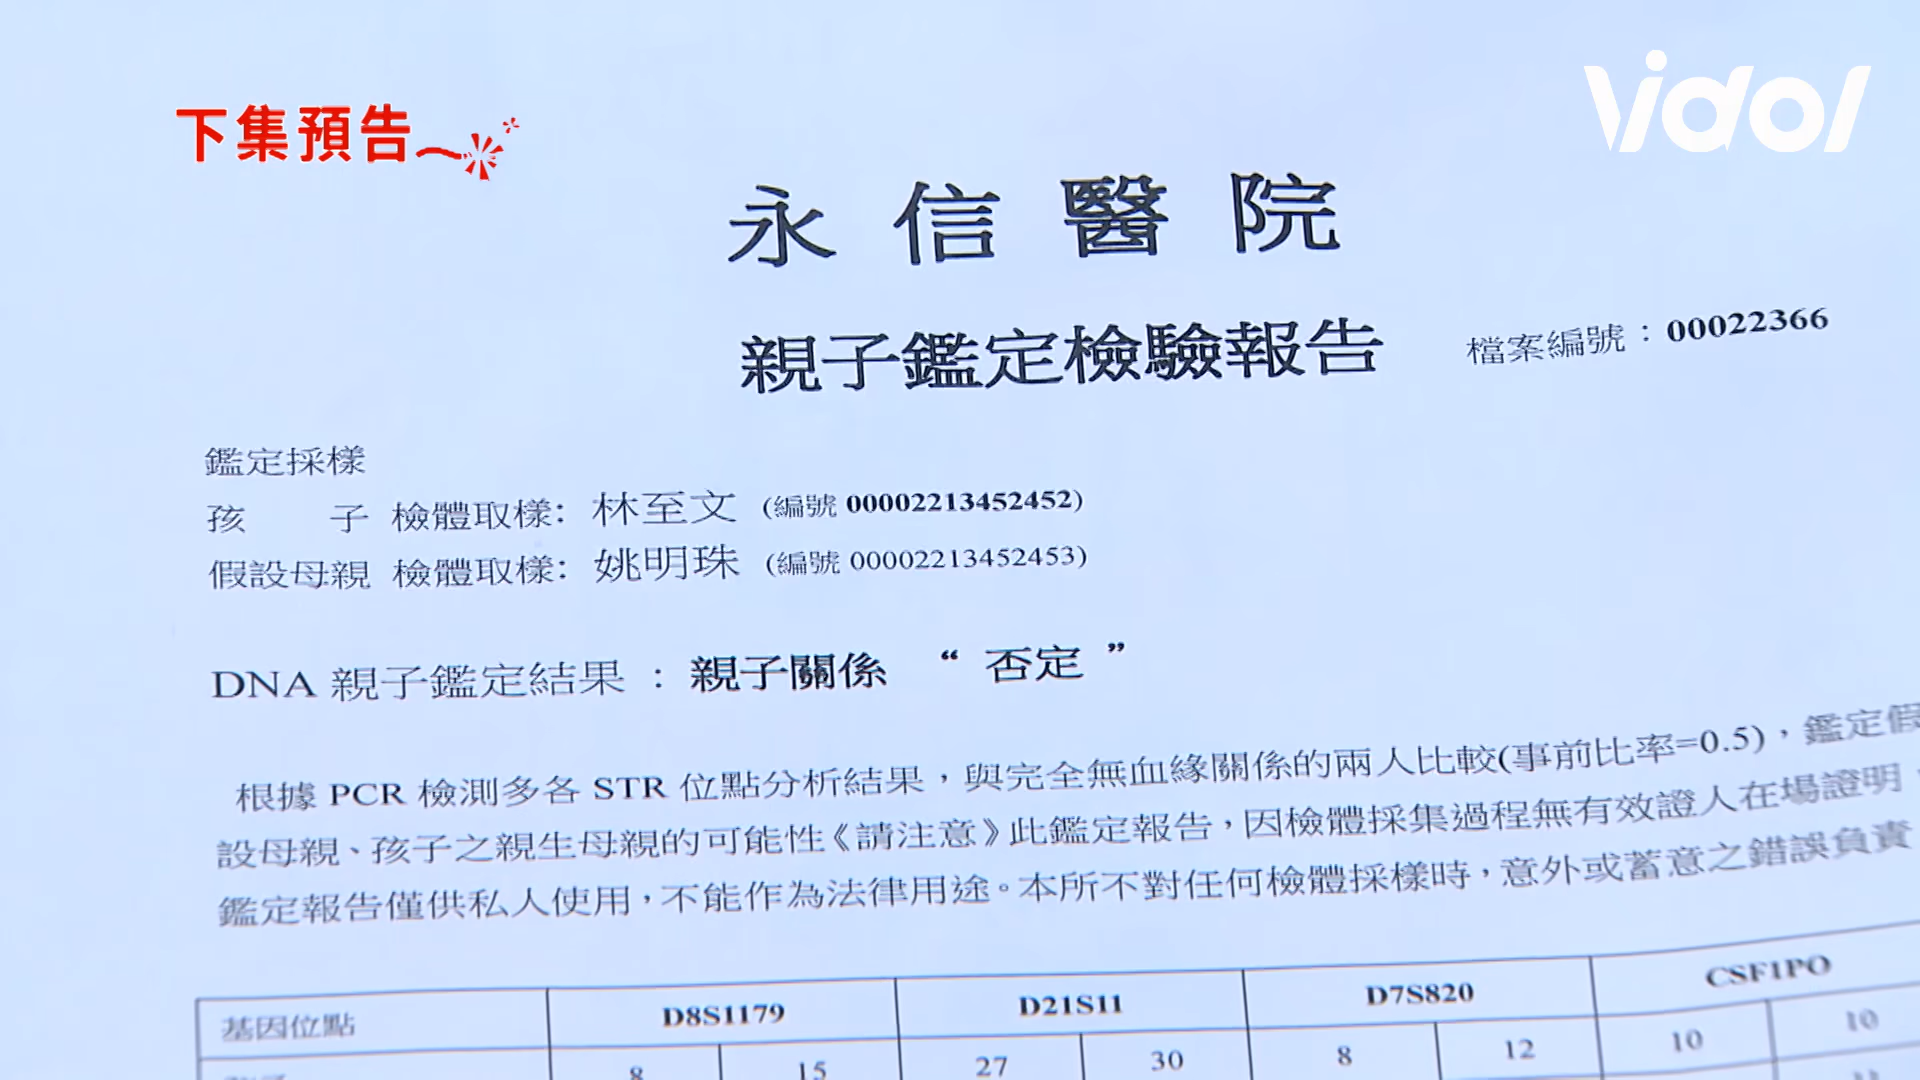 Vidol
下集預告
永信醫院
親子鑑定檢驗報告 檔案編號：00022366
鑑定採樣
孩 子 檢體取樣: 林至文 (編號 00002213452452)
假設母親 檢體取樣: 姚明珠 (編號 00002213452453)
DNA 親子鑑定結果 : 親子關係 “ 否定 ”
根據 PCR 檢測多各 STR 位點分析結果，與完全無血緣關係的兩人比較(事前比率=0.5)，鑑定假
設母親、孩子之親生母親的可能性《請注意》此鑑定報告，因檢體採集過程無有效證人在場證明，
鑑定報告僅供私人使用，不能作為法律用途。本所不對任何檢體採樣時，意外或蓄意之錯誤負責
基因位點 D8S1179 D21S11 D7S820 CSF1PO
8 15 27 30 8 12 10 10